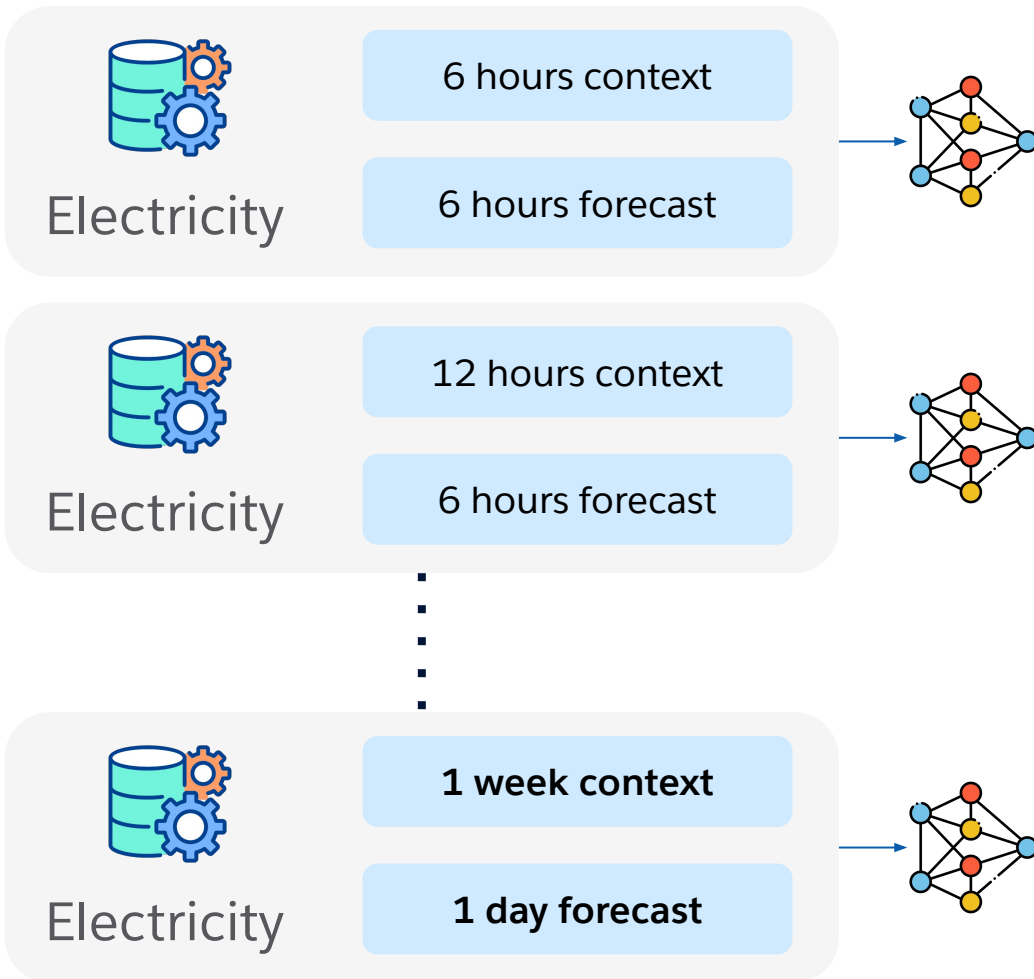 6 hours context
Electricity
6 hours forecast
12 hours context
Electricity
6 hours forecast
1 week context
Electricity
1 day forecast